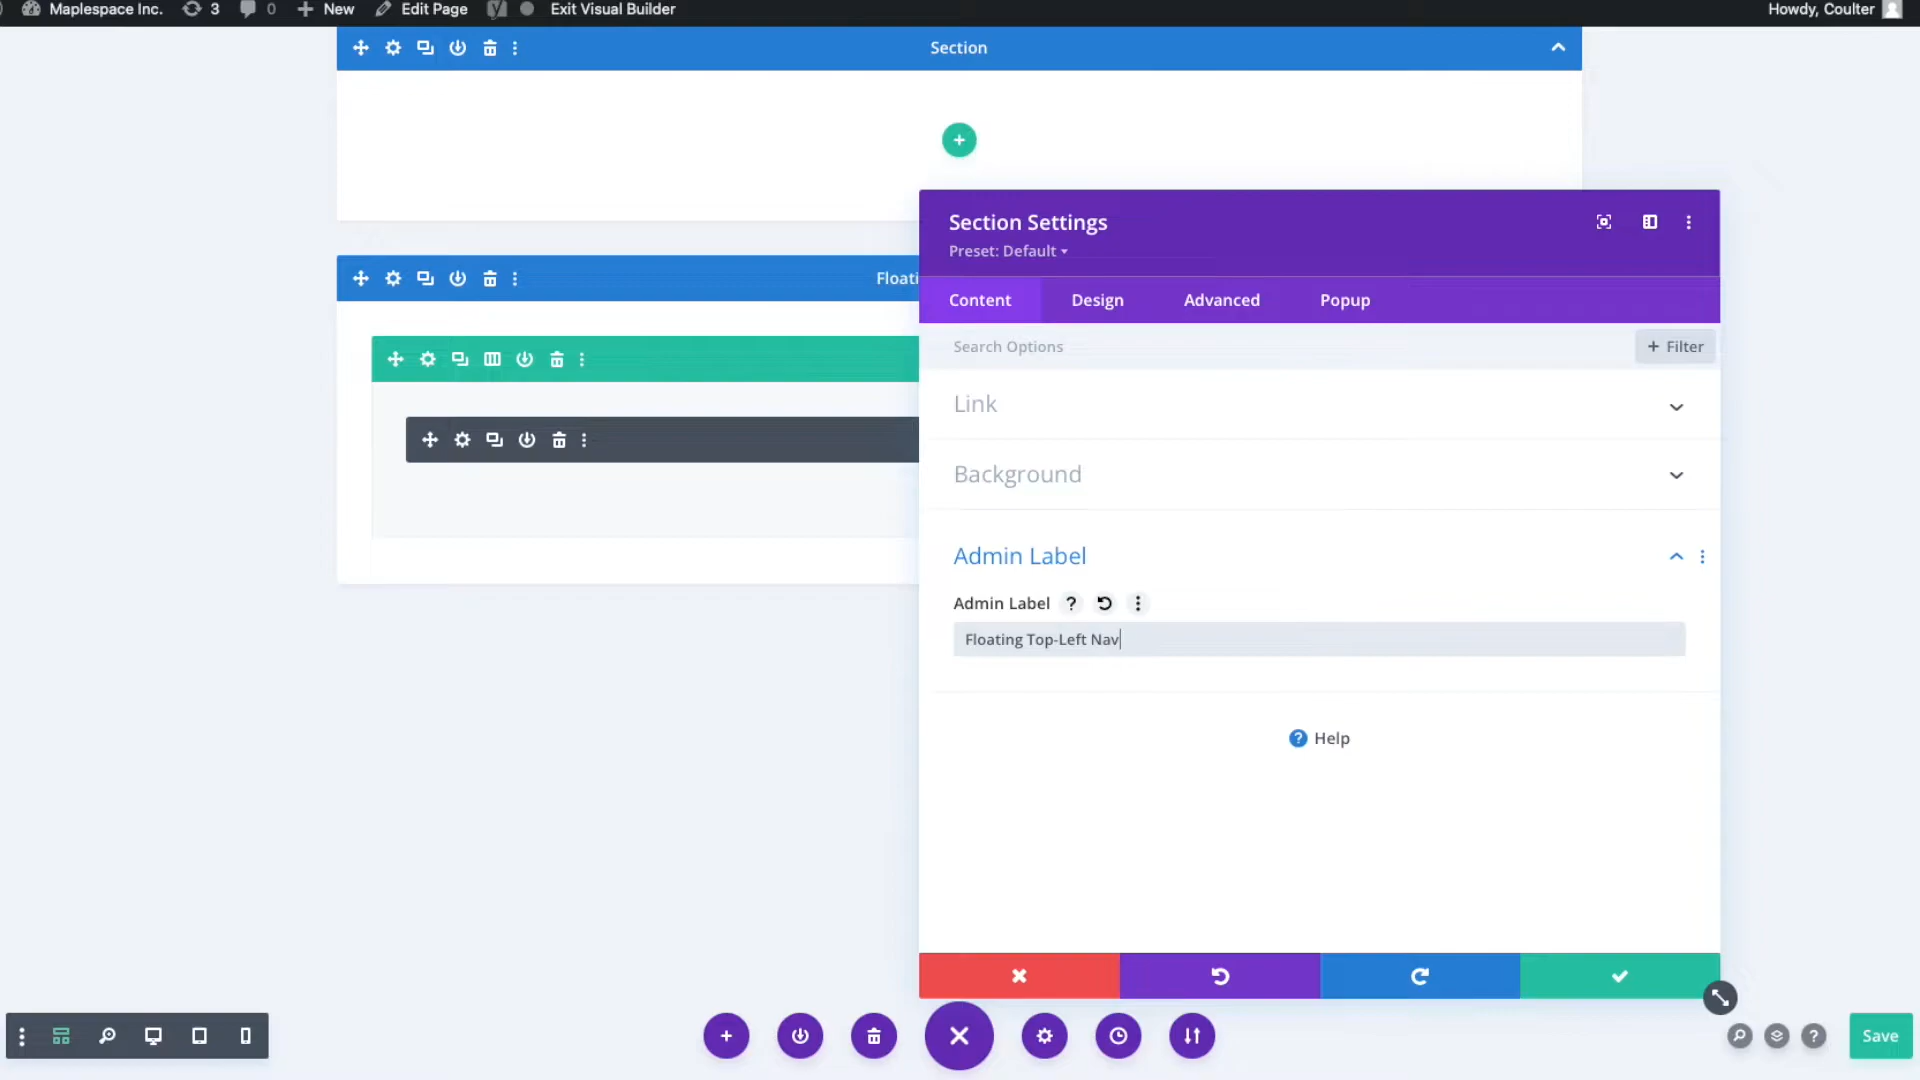 Maplespace Inc. 3 0 New Edit Page Exit Visual Builder Howdy, Coulter
Section
Section Settings
Preset: Default
Floati
Content Design Advanced Popup
Search Options + Filter
Link
Background
Admin Label
Admin Label ?
Floating Top-Left Nav
? Help
? Save